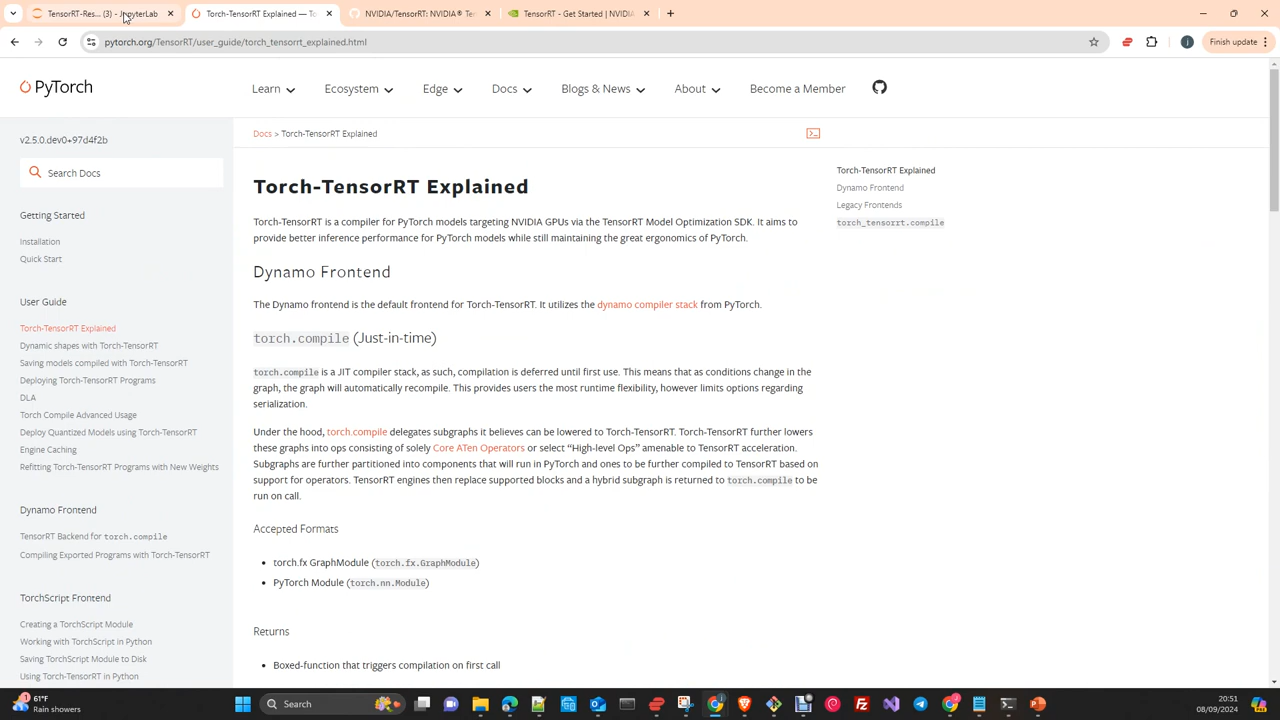 TensorRT-Res... (3) - JupyterLab
Torch-TensorRT Explained — To
NVIDIA/TensorRT: NVIDIA® Te
TensorRT - Get Started | NVIDIA
pytorch.org/TensorRT/user_guide/torch_tensorrt_explained.html
Finish update
PyTorch
Learn
Ecosystem
Edge
Docs
Blogs & News
About
Become a Member
v2.5.0.dev0+97d4f2b
Search Docs
Getting Started
Installation
Quick Start
User Guide
Torch-TensorRT Explained
Dynamic shapes with Torch-TensorRT
Saving models compiled with Torch-TensorRT
Deploying Torch-TensorRT Programs
DLA
Torch Compile Advanced Usage
Deploy Quantized Models using Torch-TensorRT
Engine Caching
Refitting Torch-TensorRT Programs with New Weights
Dynamo Frontend
TensorRT Backend for torch.compile
Compiling Exported Programs with Torch-TensorRT
TorchScript Frontend
Creating a TorchScript Module
Working with TorchScript in Python
Saving TorchScript Module to Disk
Using Torch-TensorRT in Python
Docs > Torch-TensorRT Explained
Torch-TensorRT Explained
Torch-TensorRT is a compiler for PyTorch models targeting NVIDIA GPUs via the TensorRT Model Optimization SDK. It aims to
provide better inference performance for PyTorch models while still maintaining the great ergonomics of PyTorch.
Dynamo Frontend
The Dynamo frontend is the default frontend for Torch-TensorRT. It utilizes the dynamo compiler stack from PyTorch.
torch.compile (Just-in-time)
torch.compile is a JIT compiler stack, as such, compilation is deferred until first use. This means that as conditions change in the
graph, the graph will automatically recompile. This provides users the most runtime flexibility, however limits options regarding
serialization.
Under the hood, torch.compile delegates subgraphs it believes can be lowered to Torch-TensorRT. Torch-TensorRT further lowers
these graphs into ops consisting of solely Core ATen Operators or select “High-level Ops” amenable to TensorRT acceleration.
Subgraphs are further partitioned into components that will run in PyTorch and ones to be further compiled to TensorRT based on
support for operators. TensorRT engines then replace supported blocks and a hybrid subgraph is returned to torch.compile to be
run on call.
Accepted Formats
• torch.fx GraphModule (torch.fx.GraphModule)
• PyTorch Module (torch.nn.Module)
Returns
• Boxed-function that triggers compilation on first call
Torch-TensorRT Explained
Dynamo Frontend
Legacy Frontends
torch_tensorrt.compile
1
61°F
Rain showers
Search
20:51
08/09/2024